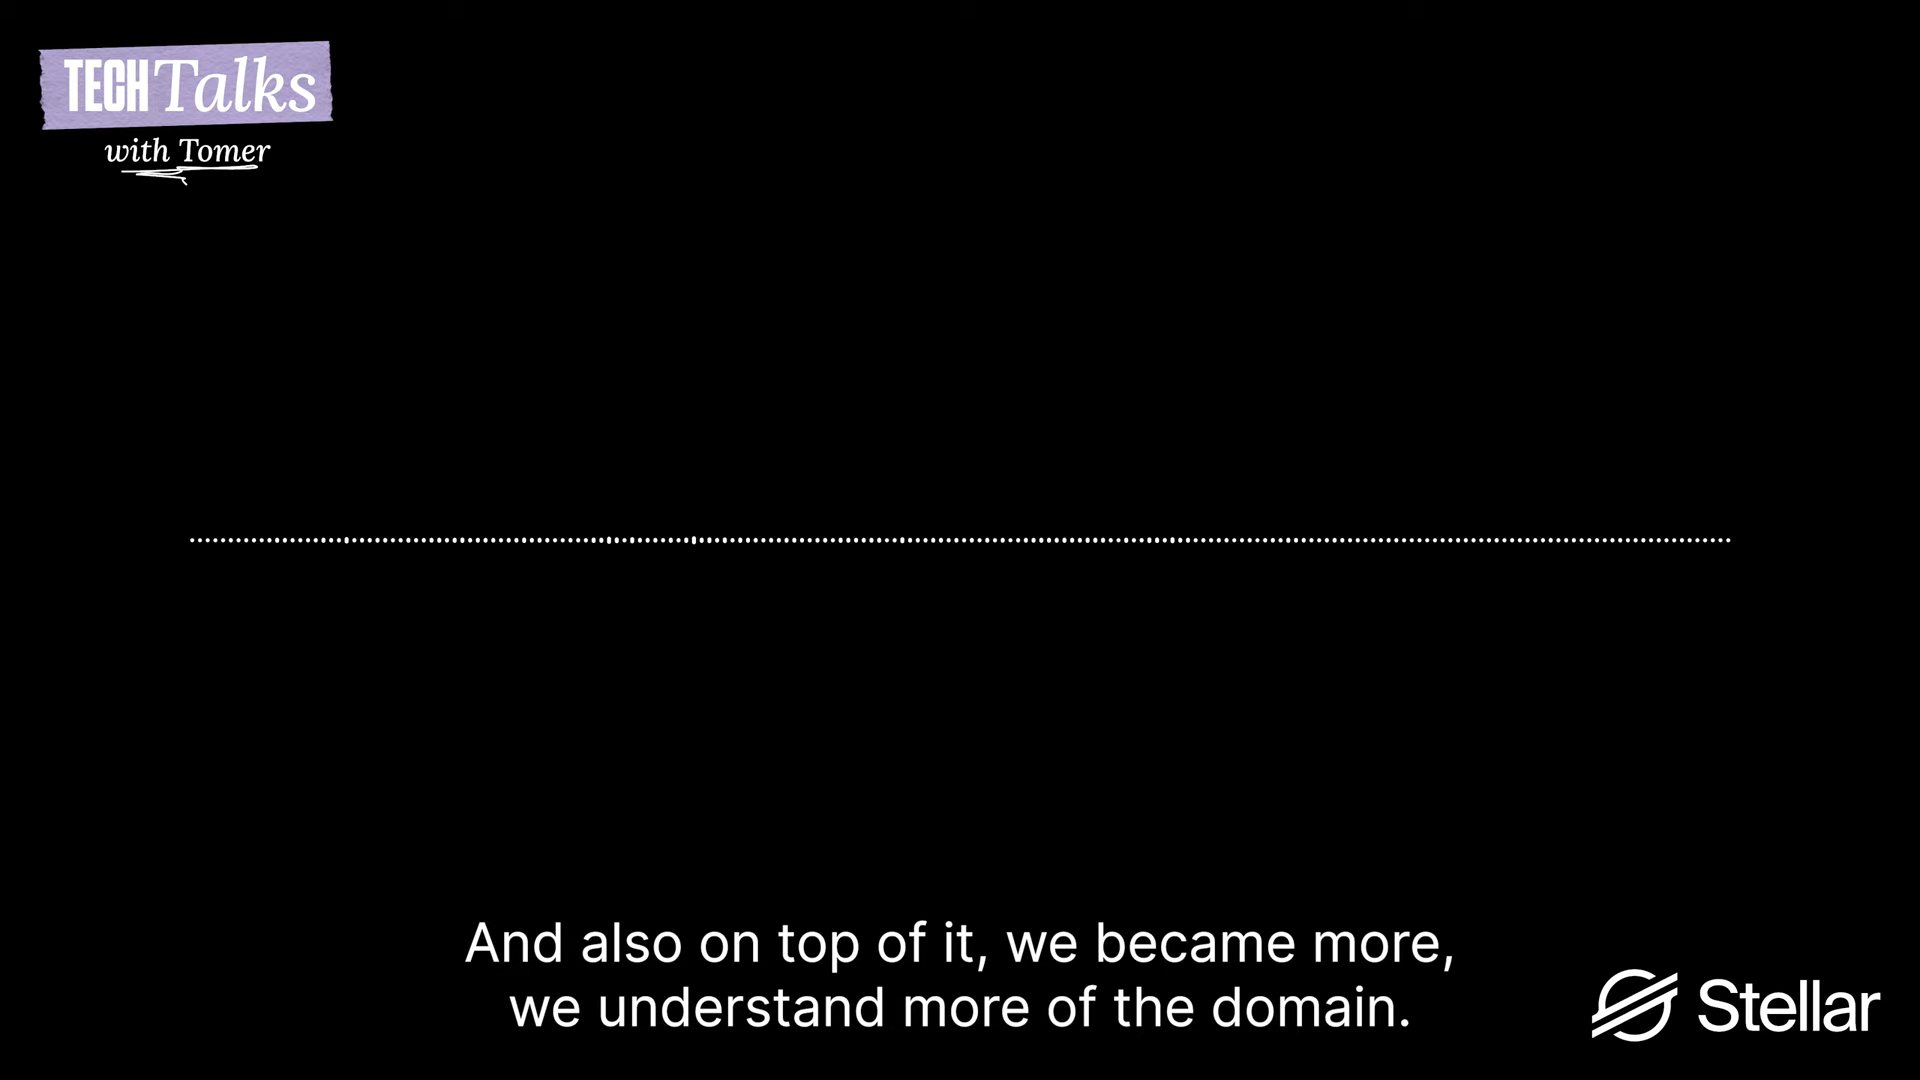 TECH Talks
with Tomer
And also on top of it, we became more,
we understand more of the domain.
Stellar